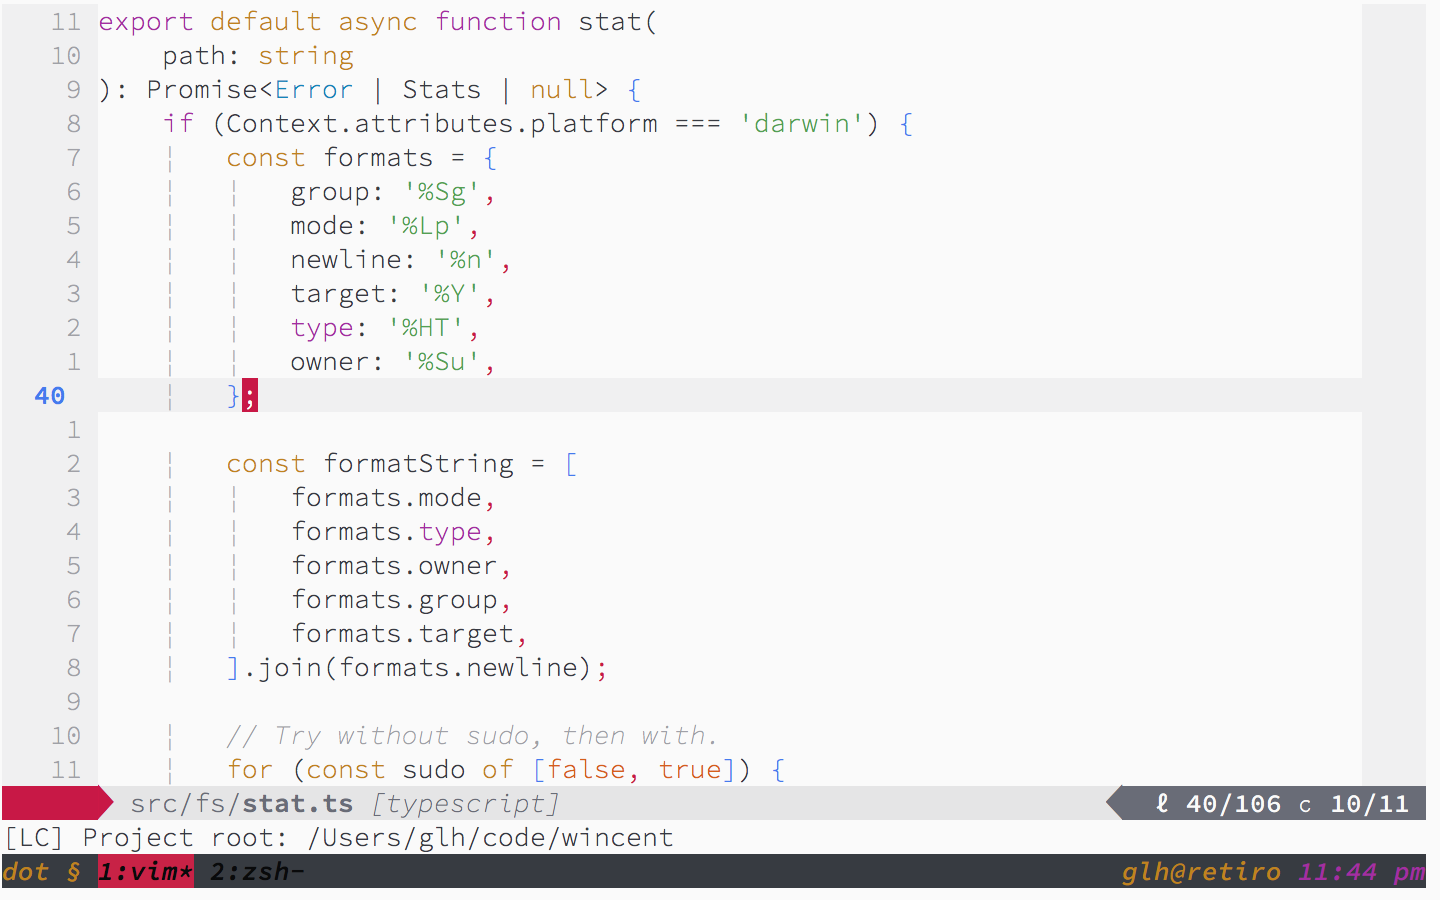 11 export default async function stat(
10     path: string
9 ): Promise<Error | Stats | null> {
8     if (Context.attributes.platform === 'darwin') {
7         const formats = {
6             group: '%Sg',
5             mode: '%Lp',
4             newline: '%n',
3             target: '%Y',
2             type: '%HT',
1             owner: '%Su',
40         };
1
2         const formatString = [
3             formats.mode,
4             formats.type,
5             formats.owner,
6             formats.group,
7             formats.target,
8         ].join(formats.newline);
9
10         // Try without sudo, then with.
11         for (const sudo of [false, true]) {
src/fs/stat.ts [typescript] ℓ 40/106 c 10/11
[LC] Project root: /Users/glh/code/wincent
dot § 1:vim* 2:zsh- glh@retiro 11:44 pm